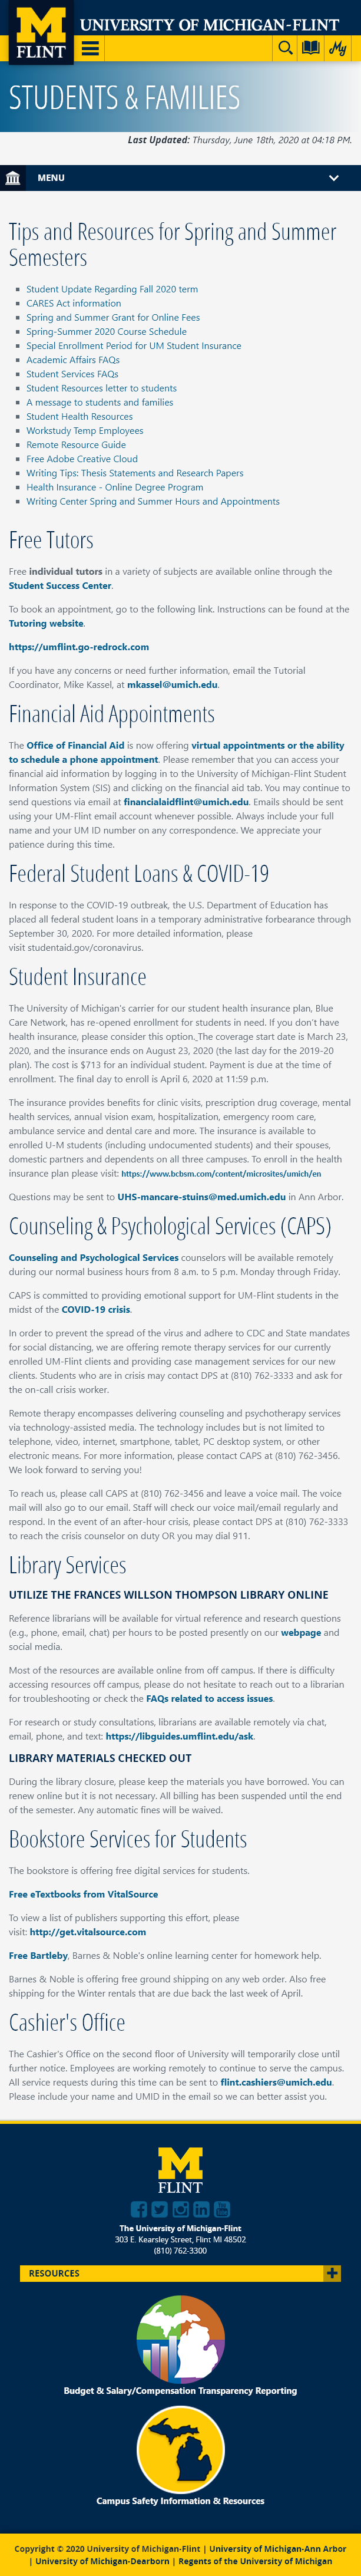 M
FLINT
UNIVERSITY OF MICHIGAN-FLINT
My
STUDENTS & FAMILIES
Last Updated: Thursday, June 18th, 2020 at 04:18 PM.
MENU
Tips and Resources for Spring and Summer
Semesters
Student Update Regarding Fall 2020 term
CARES Act information
Spring and Summer Grant for Online Fees
Spring-Summer 2020 Course Schedule
Special Enrollment Period for UM Student Insurance
Academic Affairs FAQs
Student Services FAQs
Student Resources letter to students
A message to students and families
Student Health Resources
Workstudy Temp Employees
Remote Resource Guide
Free Adobe Creative Cloud
Writing Tips: Thesis Statements and Research Papers
Health Insurance - Online Degree Program
Writing Center Spring and Summer Hours and Appointments
Free Tutors
Free individual tutors in a variety of subjects are available online through the
Student Success Center.
To book an appointment, go to the following link. Instructions can be found at the
Tutoring website.
https://umflint.go-redrock.com
If you have any concerns or need further information, email the Tutorial
Coordinator, Mike Kassel, at mkassel@umich.edu.
Financial Aid Appointments
The Office of Financial Aid is now offering virtual appointments or the ability
to schedule a phone appointment. Please remember that you can access your
financial aid information by logging in to the University of Michigan-Flint Student
Information System (SIS) and clicking on the financial aid tab. You may continue to
send questions via email at financialaidflint@umich.edu. Emails should be sent
using your UM-Flint email account whenever possible. Always include your full
name and your UM ID number on any correspondence. We appreciate your
patience during this time.
Federal Student Loans & COVID-19
In response to the COVID-19 outbreak, the U.S. Department of Education has
placed all federal student loans in a temporary administrative forbearance through
September 30, 2020. For more detailed information, please
visit studentaid.gov/coronavirus.
Student Insurance
The University of Michigan's carrier for our student health insurance plan, Blue
Care Network, has re-opened enrollment for students in need. If you don't have
health insurance, please consider this option. The coverage start date is March 23,
2020, and the insurance ends on August 23, 2020 (the last day for the 2019-20
plan). The cost is $713 for an individual student. Payment is due at the time of
enrollment. The final day to enroll is April 6, 2020 at 11:59 p.m.
The insurance provides benefits for clinic visits, prescription drug coverage, mental
health services, annual vision exam, hospitalization, emergency room care,
ambulance service and dental care and more. The insurance is available to
enrolled U-M students (including undocumented students) and their spouses,
domestic partners and dependents on all three campuses. To enroll in the health
insurance plan please visit: https://www.bcbsm.com/content/microsites/umich/en
Questions may be sent to UHS-mancare-stuins@med.umich.edu in Ann Arbor.
Counseling & Psychological Services (CAPS)
Counseling and Psychological Services counselors will be available remotely
during our normal business hours from 8 a.m. to 5 p.m. Monday through Friday.
CAPS is committed to providing emotional support for UM-Flint students in the
midst of the COVID-19 crisis.
In order to prevent the spread of the virus and adhere to CDC and State mandates
for social distancing, we are offering remote therapy services for our currently
enrolled UM-Flint clients and providing case management services for our new
clients. Students who are in crisis may contact DPS at (810) 762-3333 and ask for
the on-call crisis worker.
Remote therapy encompasses delivering counseling and psychotherapy services
via technology-assisted media. The technology includes but is not limited to
telephone, video, internet, smartphone, tablet, PC desktop system, or other
electronic means. For more information, please contact CAPS at (810) 762-3456.
We look forward to serving you!
To reach us, please call CAPS at (810) 762-3456 and leave a voice mail. The voice
mail will also go to our email. Staff will check our voice mail/email regularly and
respond. In the event of an after-hour crisis, please contact DPS at (810) 762-3333
to reach the crisis counselor on duty OR you may dial 911.
Library Services
UTILIZE THE FRANCES WILLSON THOMPSON LIBRARY ONLINE
Reference librarians will be available for virtual reference and research questions
(e.g., phone, email, chat) per hours to be posted presently on our webpage and
social media.
Most of the resources are available online from off campus. If there is difficulty
accessing resources off campus, please do not hesitate to reach out to a librarian
for troubleshooting or check the FAQs related to access issues.
For research or study consultations, librarians are available remotely via chat,
email, phone, and text: https://libguides.umflint.edu/ask.
LIBRARY MATERIALS CHECKED OUT
During the library closure, please keep the materials you have borrowed. You can
renew online but it is not necessary. All billing has been suspended until the end
of the semester. Any automatic fines will be waived.
Bookstore Services for Students
The bookstore is offering free digital services for students.
Free eTextbooks from VitalSource
To view a list of publishers supporting this effort, please
visit: http://get.vitalsource.com
Free Bartleby, Barnes & Noble's online learning center for homework help.
Barnes & Noble is offering free ground shipping on any web order. Also free
shipping for the Winter rentals that are due back the last week of April.
Cashier's Office
The Cashier's Office on the second floor of University will temporarily close until
further notice. Employees are working remotely to continue to serve the campus.
All service requests during this time can be sent to flint.cashiers@umich.edu.
Please include your name and UMID in the email so we can better assist you.
M
FLINT
The University of Michigan-Flint
303 E. Kearsley Street, Flint MI 48502
(810) 762-3300
RESOURCES
Budget & Salary/Compensation Transparency Reporting
Campus Safety Information & Resources
Copyright © 2020 University of Michigan-Flint | University of Michigan-Ann Arbor
| University of Michigan-Dearborn | Regents of the University of Michigan